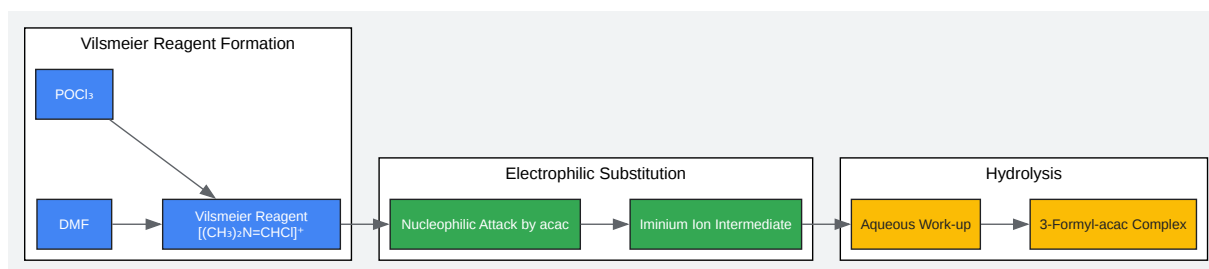 Vilsmeier Reagent Formation
POCl₃
DMF
Vilsmeier Reagent
[(CH₃)₂N=CHCl]⁺
Electrophilic Substitution
Nucleophilic Attack by acac
Iminium Ion Intermediate
Hydrolysis
Aqueous Work-up
3-Formyl-acac Complex